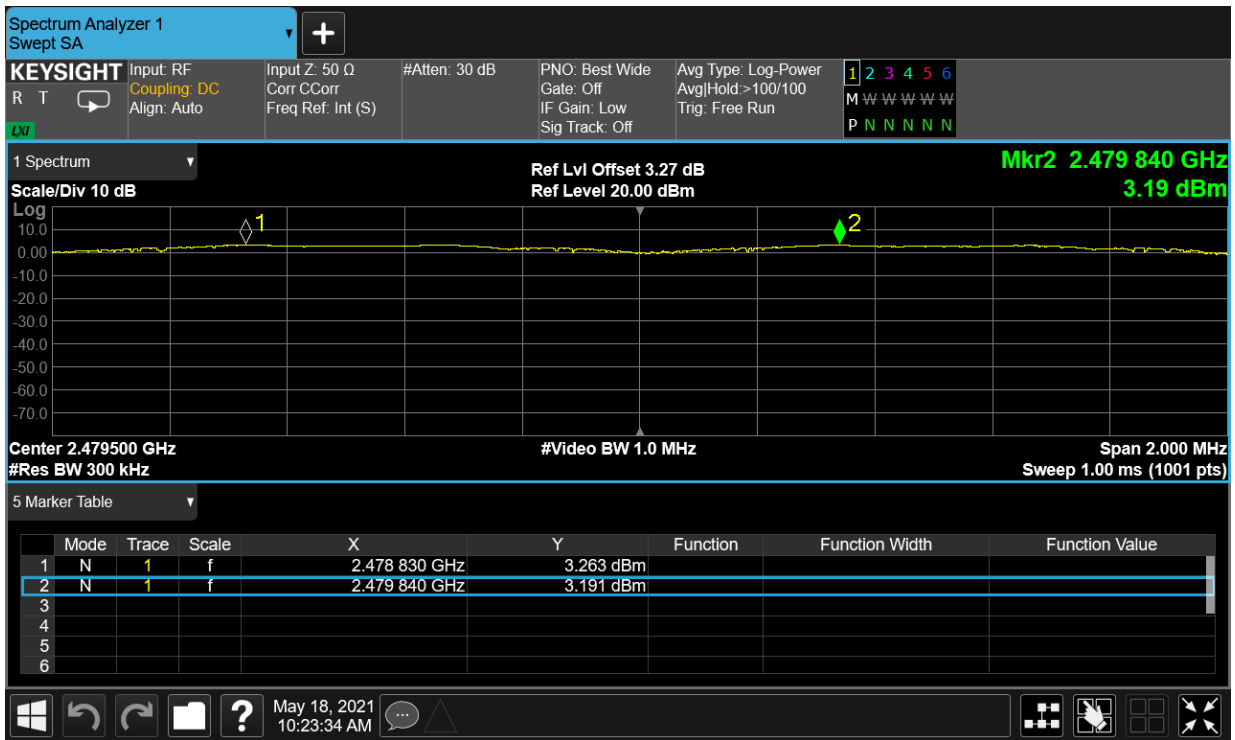 Spectrum Analyzer 1
Swept SA
+
KEYSIGHT
R T
LXI
Input: RF
Coupling: DC
Align: Auto
Input Z: 50 Ω
Corr CCorr
Freq Ref: Int (S)
#Atten: 30 dB
PNO: Best Wide
Gate: Off
IF Gain: Low
Sig Track: Off
Avg Type: Log-Power
Avg|Hold:>100/100
Trig: Free Run
1 2 3 4 5 6
M W W W W W
P N N N N N
1 Spectrum
Scale/Div 10 dB
Ref Lvl Offset 3.27 dB
Ref Level 20.00 dBm
Mkr2 2.479 840 GHz
3.19 dBm
Log
10.0
0.00
-10.0
-20.0
-30.0
-40.0
-50.0
-60.0
-70.0
1
2
Center 2.479500 GHz
#Res BW 300 kHz
#Video BW 1.0 MHz
Span 2.000 MHz
Sweep 1.00 ms (1001 pts)
5 Marker Table
Mode Trace Scale X Y Function Function Width Function Value
1 N 1 f 2.478 830 GHz 3.263 dBm
2 N 1 f 2.479 840 GHz 3.191 dBm
3
4
5
6
?
May 18, 2021
10:23:34 AM